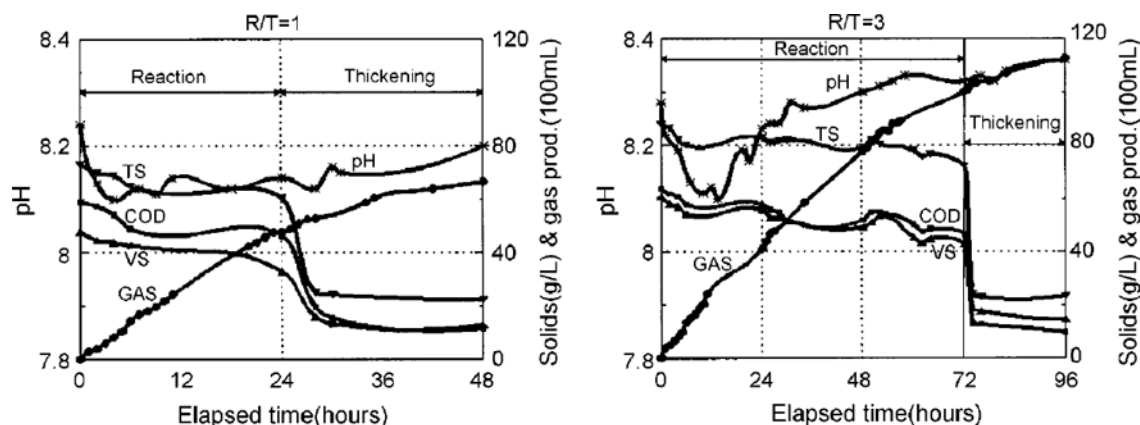 R/T=1
8.4
8.2
8
7.8
pH
120
80
40
0
Solids(g/L) & gas prod.(100mL)
Reaction
Thickening
TS
pH
COD
VS
GAS
0 12 24 36 48
Elapsed time(hours)
R/T=3
8.4
8.2
8
7.8
pH
120
80
40
0
Solids(g/L) & gas prod.(100mL)
Reaction
pH
TS
Thickening
COD
VS
GAS
0 24 48 72 96
Elapsed time(hours)